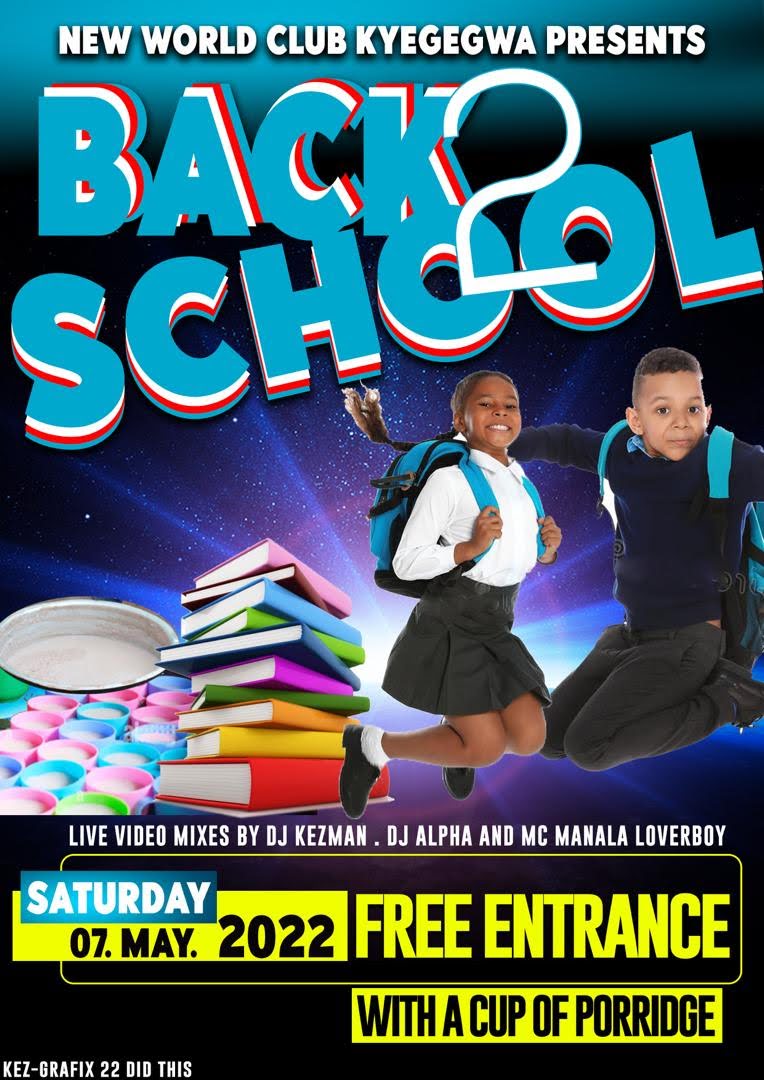 NEW WORLD CLUB KYEGEGWA PRESENTS
BACK 2
SCHOOL
LIVE VIDEO MIXES BY DJ KEZMAN . DJ ALPHA AND MC MANALA LOVERBOY
SATURDAY
07. MAY. 2022
FREE ENTRANCE
WITH A CUP OF PORRIDGE
KEZ-GRAFIX 22 DID THIS